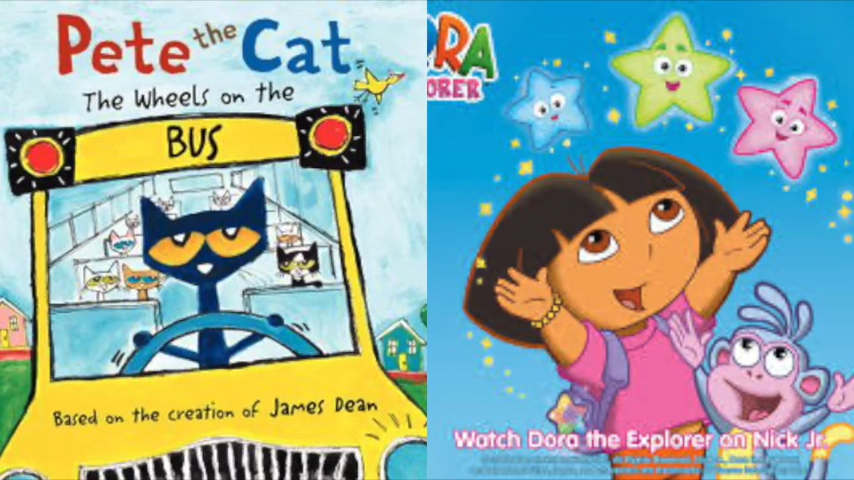 Pete the Cat
The Wheels on the
BUS
Based on the creation of James Dean
RA
ORER
Watch Dora the Explorer on Nick Jr.